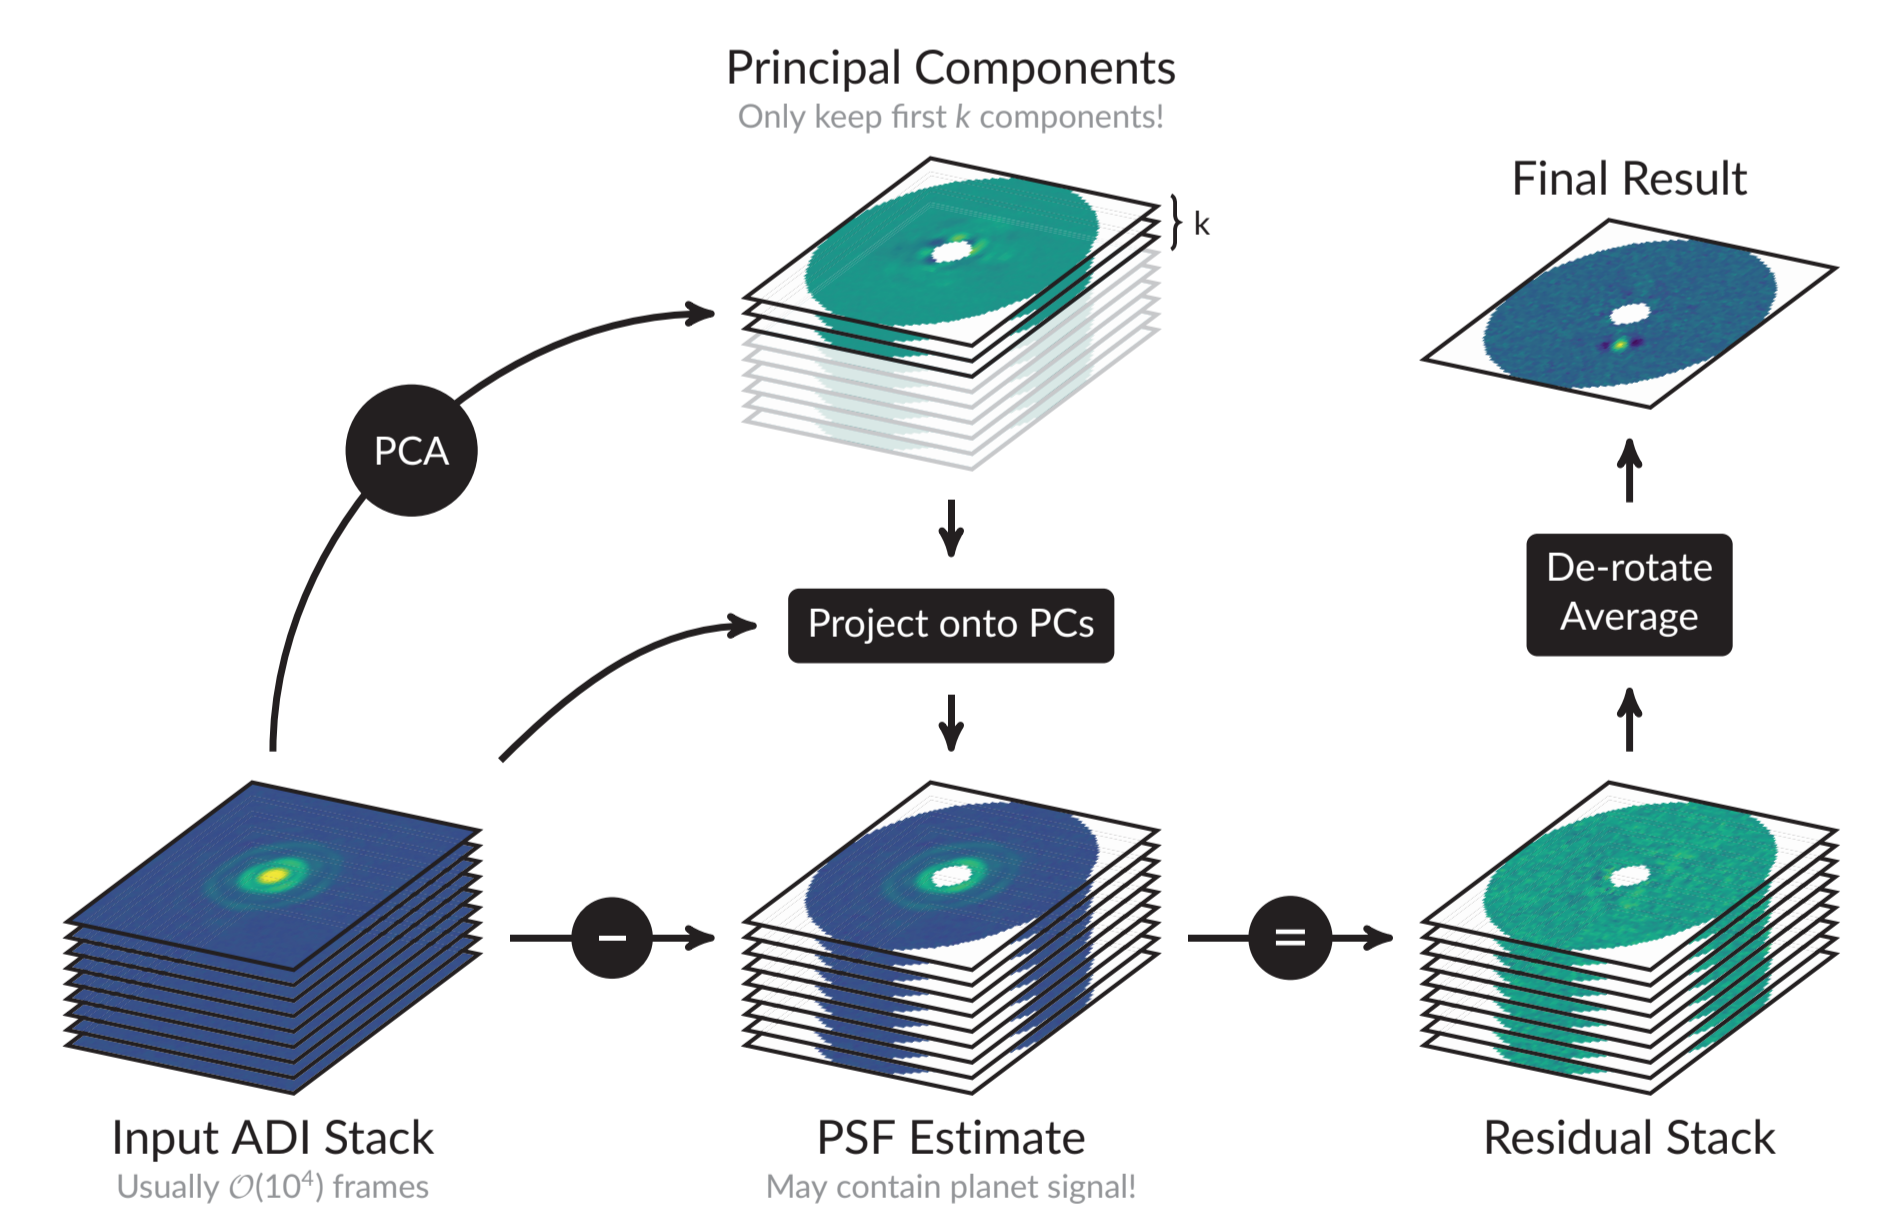 Principal Components
Only keep first k components!
k
Final Result
PCA
Project onto PCs
De-rotate
Average
−
=
Input ADI Stack
Usually 𝒪(10⁴) frames
PSF Estimate
May contain planet signal!
Residual Stack